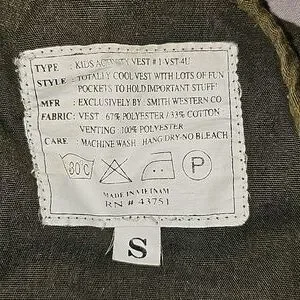 TYPE : KIDS ACTIVITY VEST # 1-VST-4U
STYLE : TOTALLY COOL VEST WITH LOTS OF FUN
POCKETS TO HOLD IMPORTANT STUFF!
MFR : EXCLUSIVELY BY: SMITH WESTERN CO
FABRIC: VEST : 67% POLYESTER / 33% COTTON
VENTING 100% POLYESTER
CARE : MACHINE WASH HANG DRY-NO BLEACH
30°C P
MADE IN VIETNAM
RN # 43751
S